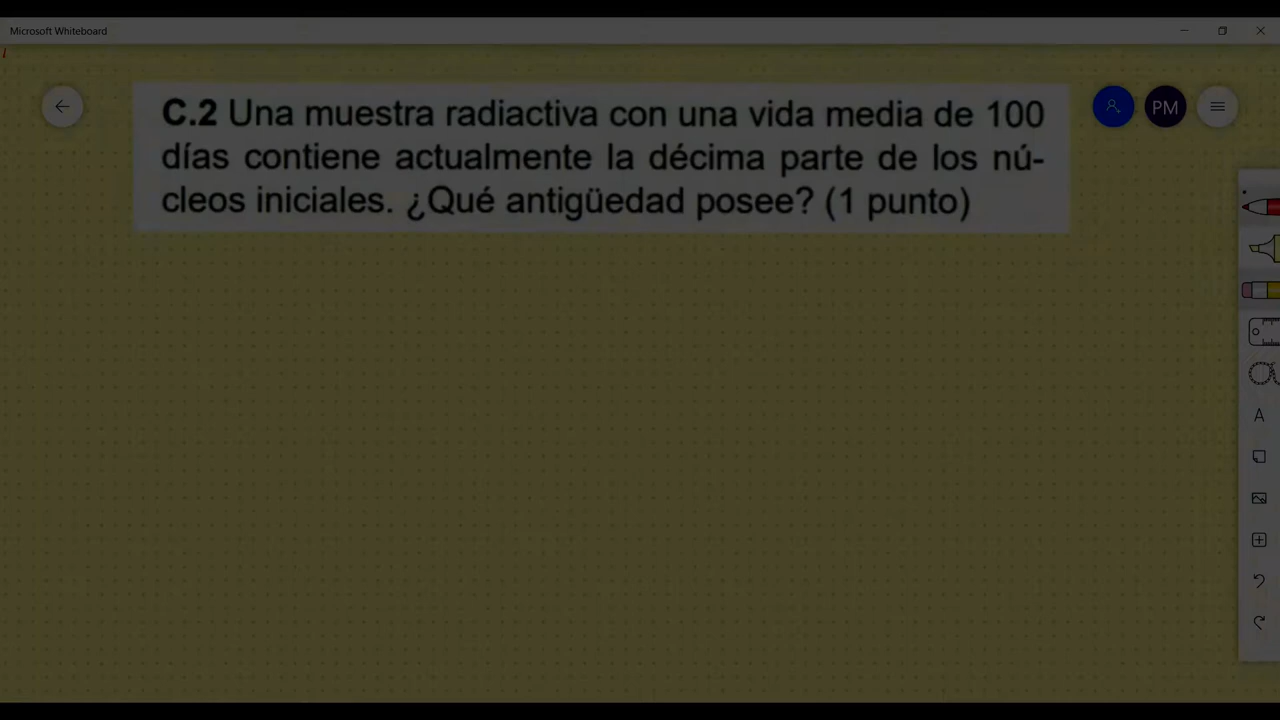 Microsoft Whiteboard
C.2 Una muestra radiactiva con una vida media de 100
días contiene actualmente la décima parte de los nú-
cleos iniciales. ¿Qué antigüedad posee? (1 punto)
PM